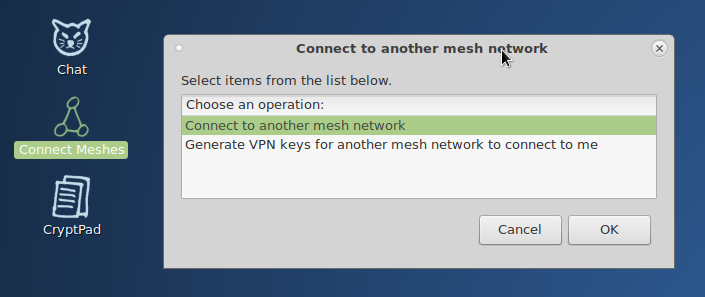 Chat
Connect Meshes
CryptPad
Connect to another mesh network
Select items from the list below.
Choose an operation:
Connect to another mesh network
Generate VPN keys for another mesh network to connect to me
Cancel
OK